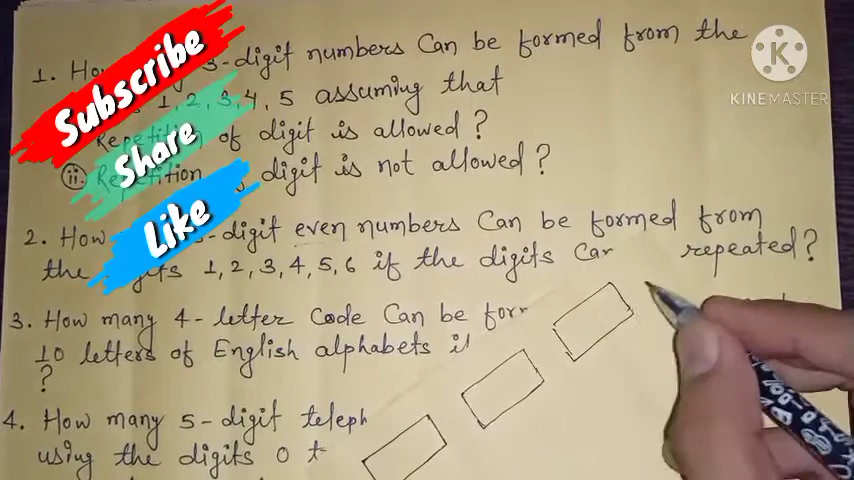 1. 3-digit numbers Can be formed from the
1, 2, 3, 4, 5 assuming that
Repetition of digit is allowed?
ii. Repetition digit is not allowed?
2. How -digit even numbers Can be formed from
the digits 1, 2, 3, 4, 5, 6 if the digits Can repeated?
3. How many 4-letter Code Can be
10 letters of English alphabets if
?
4. How many 5-digit
using the digits 0
Subscribe
Share
Like
KINEMASTER